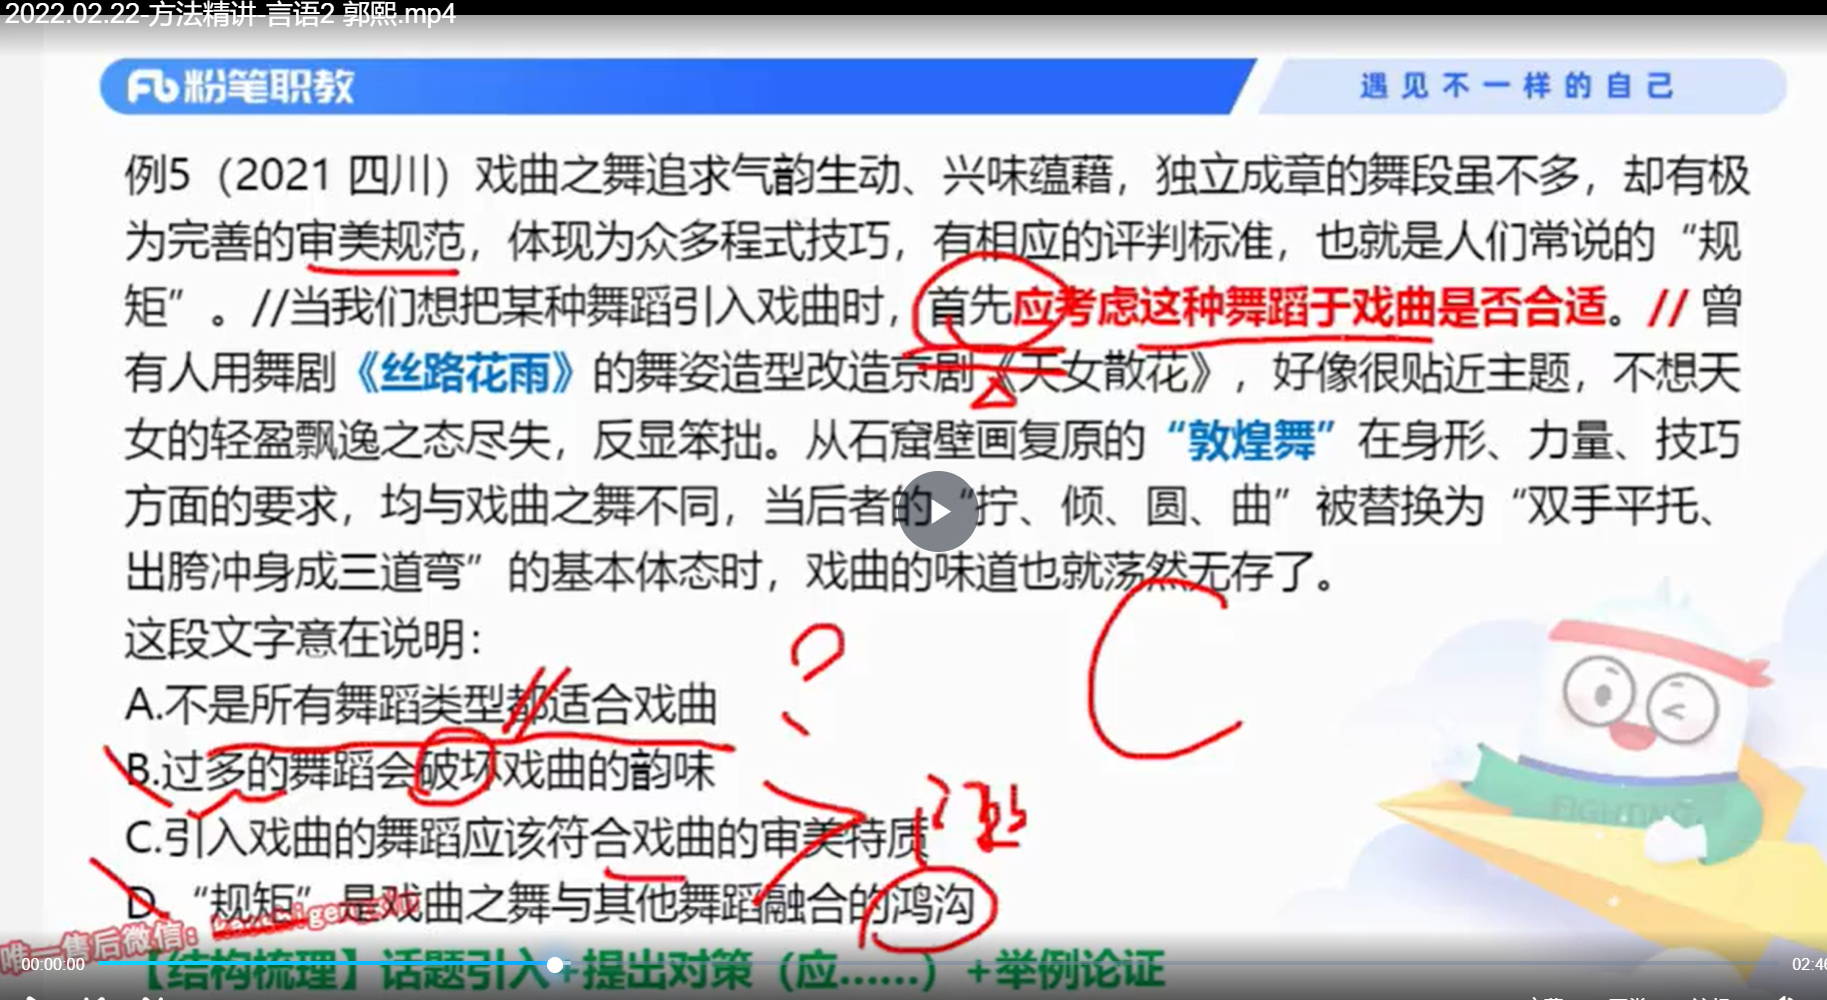 2022.02.22-方法精讲-言语2 郭熙.mp4
粉笔职教
遇见不一样的自己
例5（2021 四川）戏曲之舞追求气韵生动、兴味蕴藉，独立成章的舞段虽不多，却有极
为完善的审美规范，体现为众多程式技巧，有相应的评判标准，也就是人们常说的“规
矩”。//当我们想把某种舞蹈引入戏曲时，首先应考虑这种舞蹈于戏曲是否合适。// 曾
有人用舞剧《丝路花雨》的舞姿造型改造京剧《天女散花》，好像很贴近主题，不想天
女的轻盈飘逸之态尽失，反显笨拙。从石窟壁画复原的“敦煌舞”在身形、力量、技巧
方面的要求，均与戏曲之舞不同，当后者的“拧、倾、圆、曲”被替换为“双手平托、
出胯冲身成三道弯”的基本体态时，戏曲的味道也就荡然无存了。
这段文字意在说明：
A.不是所有舞蹈类型都适合戏曲
B.过多的舞蹈会破坏戏曲的韵味
C.引入戏曲的舞蹈应该符合戏曲的审美特质
D.“规矩”是戏曲之舞与其他舞蹈融合的鸿沟
C
唯一售后微信：
【结构梳理】话题引入+提出对策（应……）+举例论证
00:00:00